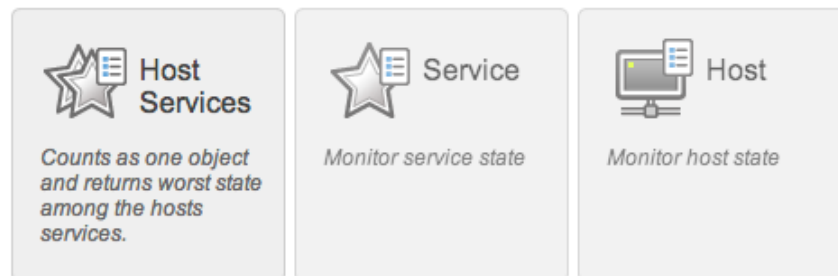 Host
Services
Counts as one object
and returns worst state
among the hosts
services.
Service
Monitor service state
Host
Monitor host state